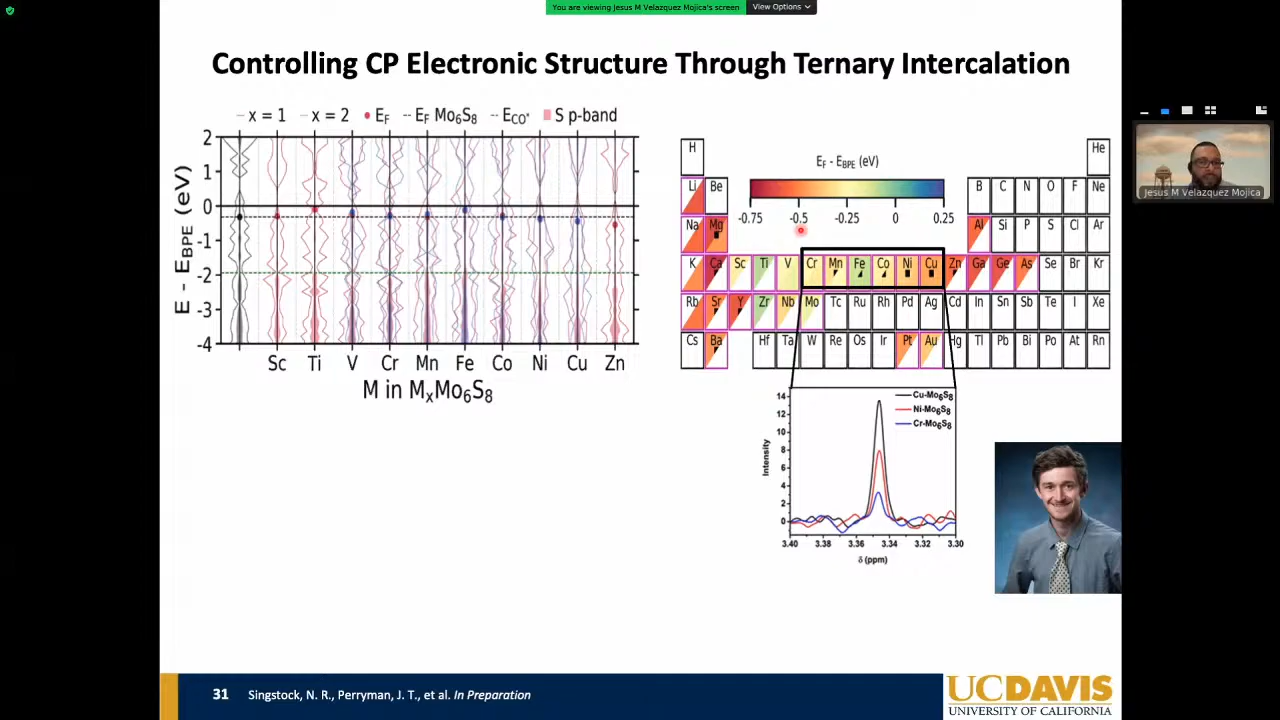 You are viewing Jesus M Velazquez Mojica's screen
View Options
Controlling CP Electronic Structure Through Ternary Intercalation
x = 1 x = 2 E_F E_F Mo₆S₈ E_CO* S p-band
E - E_BPE (eV)
2
1
0
-1
-2
-3
-4
Sc Ti V Cr Mn Fe Co Ni Cu Zn
M in MₓMo₆S₈
H He
E_F - E_BPE (eV)
-0.75 -0.5 -0.25 0 0.25
Li Be B C N O F Ne
Na Mg Al Si P S Cl Ar
K Ca Sc Ti V Cr Mn Fe Co Ni Cu Zn Ga Ge As Se Br Kr
Rb Sr Y Zr Nb Mo Tc Ru Rh Pd Ag Cd In Sn Sb Te I Xe
Cs Ba Hf Ta W Re Os Ir Pt Au Hg Tl Pb Bi Po At Rn
Cu-Mo₆S₈
Ni-Mo₆S₈
Cr-Mo₆S₈
Intensity
14
12
10
8
6
4
2
0
3.40 3.38 3.36 3.34 3.32 3.30
δ (ppm)
Jesus M Velazquez Mojica
31 Singstock, N. R., Perryman, J. T., et al. In Preparation
UCDAVIS
UNIVERSITY OF CALIFORNIA